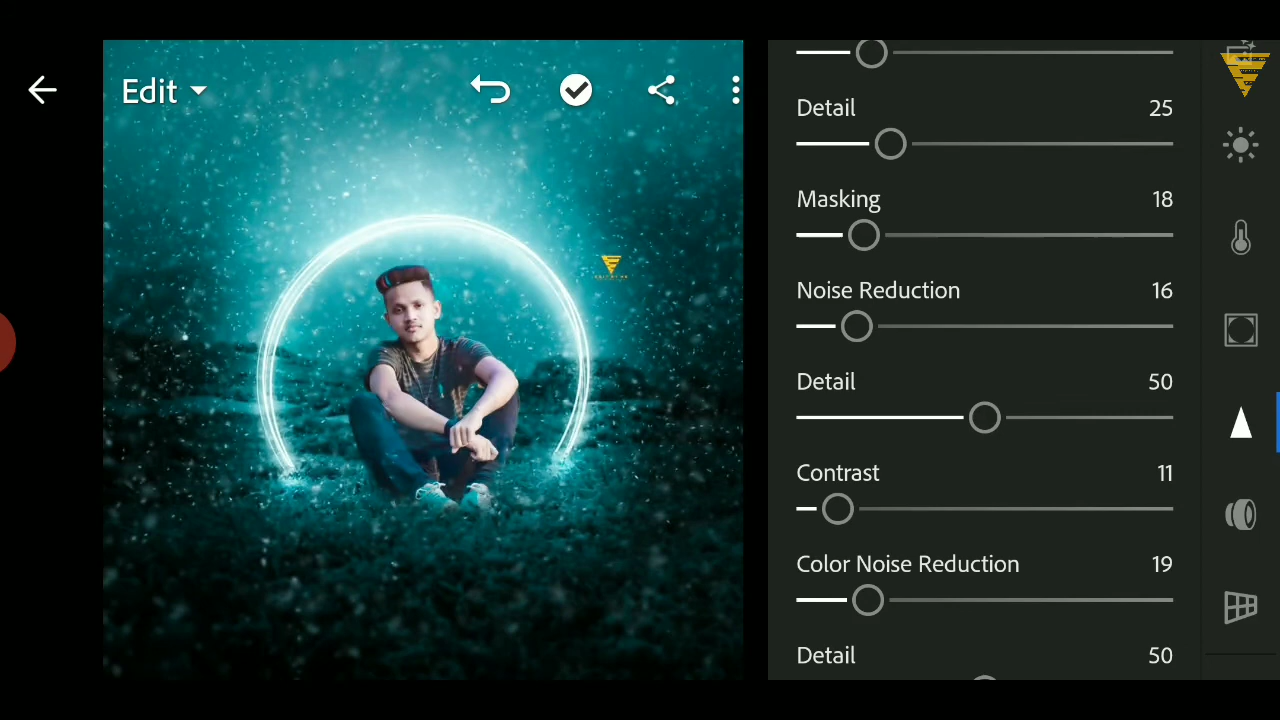 Edit
Detail 25
Masking 18
Noise Reduction 16
Detail 50
Contrast 11
Color Noise Reduction 19
Detail 50